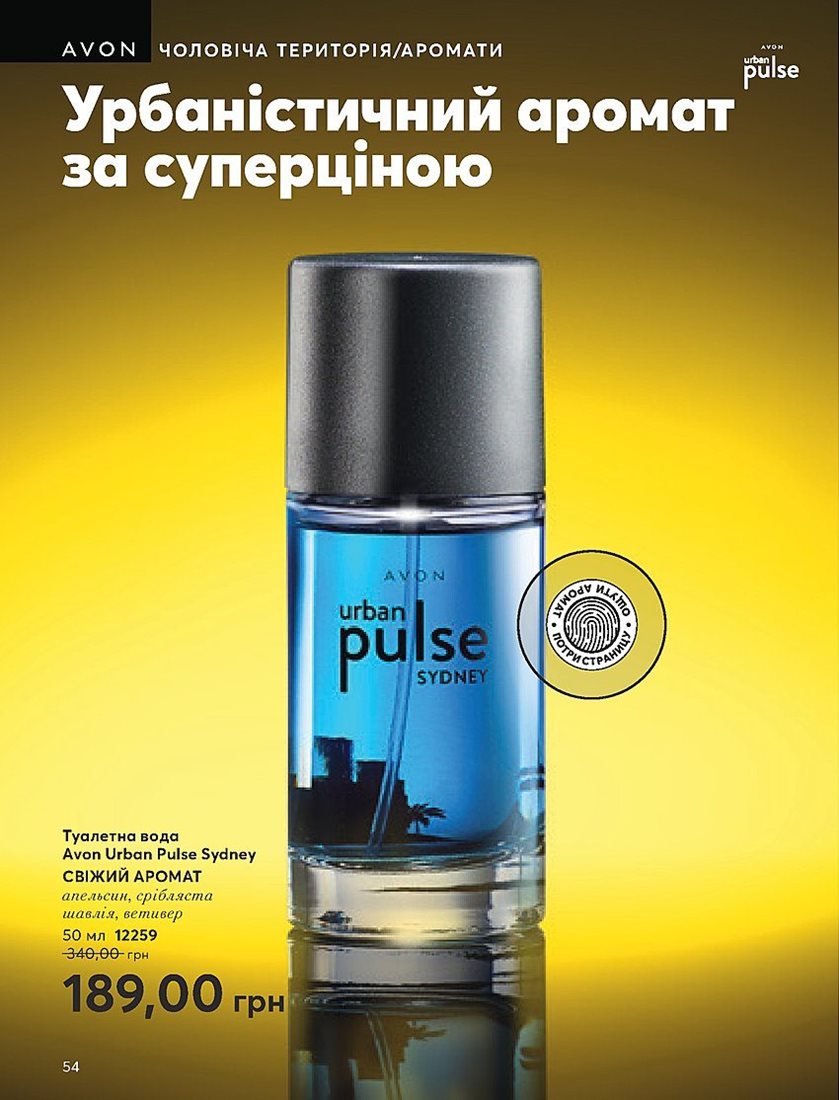 AVON ЧОЛОВІЧА ТЕРИТОРІЯ/АРОМАТИ
AVON
urban
pulse
Урбаністичний аромат
за суперціною
AVON
urban
pulse
SYDNEY
ОЩУТИ АРОМАТ • ПОТРИ СТРАНИЦУ •
Туалетна вода
Avon Urban Pulse Sydney
СВІЖИЙ АРОМАТ
апельсин, срібляста
шавлія, ветивер
50 мл 12259
340,00 грн
189,00 грн
54